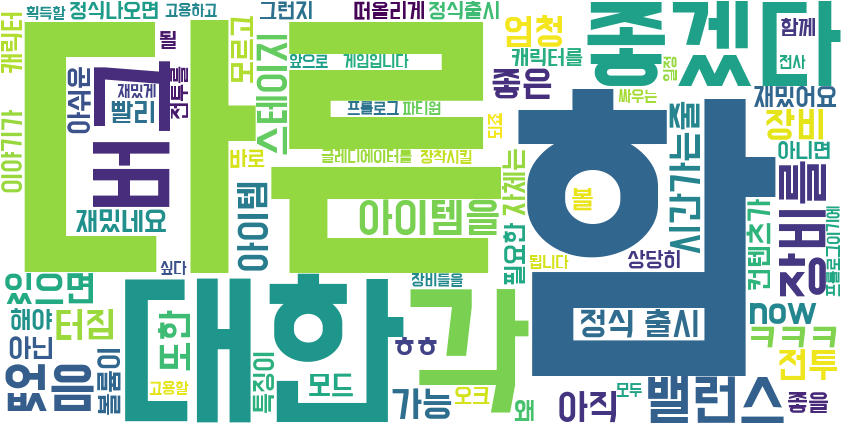 획득할
정식나오면
고용하고
그런지
떠올리게
정식출시
엄청
좋겠다
함께
전사
캐릭터
될
모르고
스테이지
앞으로
게임입니다
캐릭터를
일정
좋은
다른
아쉬운
재밌게
빨리
전투를
버그
프롤로그
파티원
되죠
싸우는
재밌어요
장비
이야기가
바로
글레디에이터를
장착시킬
자체는
합
볼
시간가는줄
아니면
장비를
재밌네요
아이템
아이템을
필요한
컨텐츠가
프롤로그이기에
싶다
장비들을
됩니다
상당히
있으면
now
해야
터짐
또한
대한
각
ㅎㅎ
정식 출시
ㅋㅋㅋ
아닌
볼륨이
없음
고용할
특징이
모드
가능
오크
왜
아직
모두
밸런스
전투
좋을